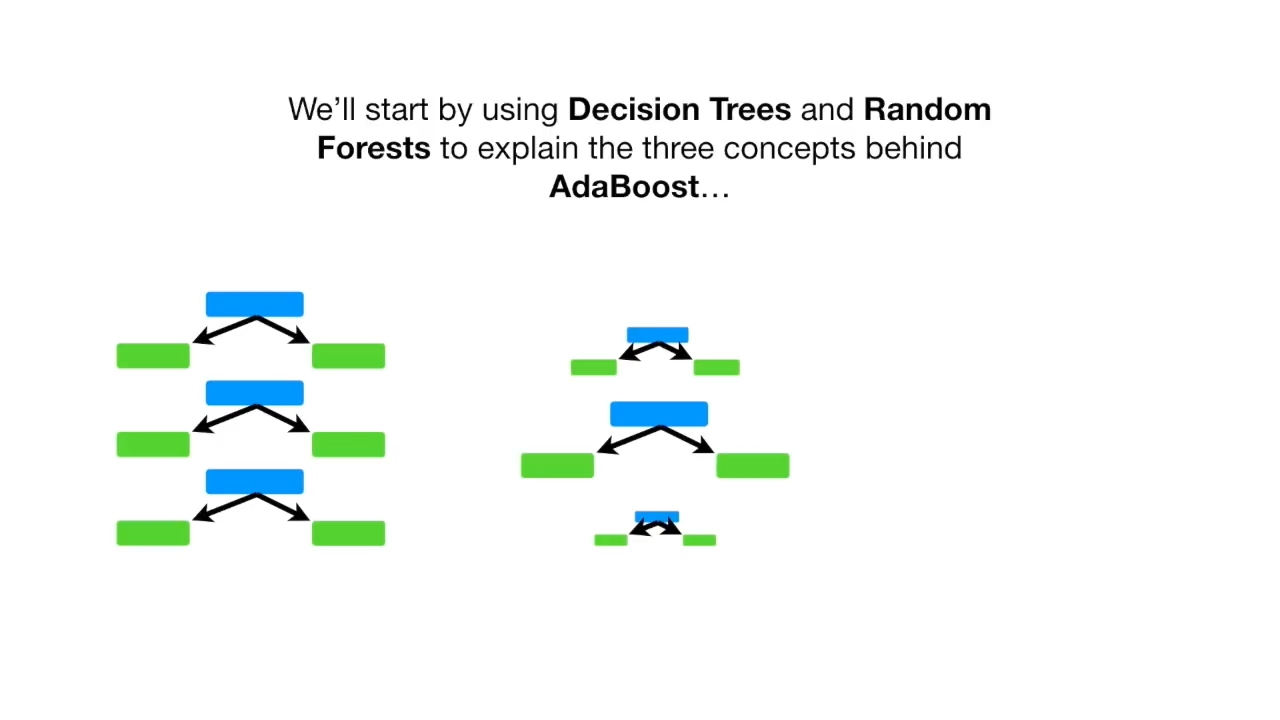 We’ll start by using Decision Trees and Random
Forests to explain the three concepts behind
AdaBoost…